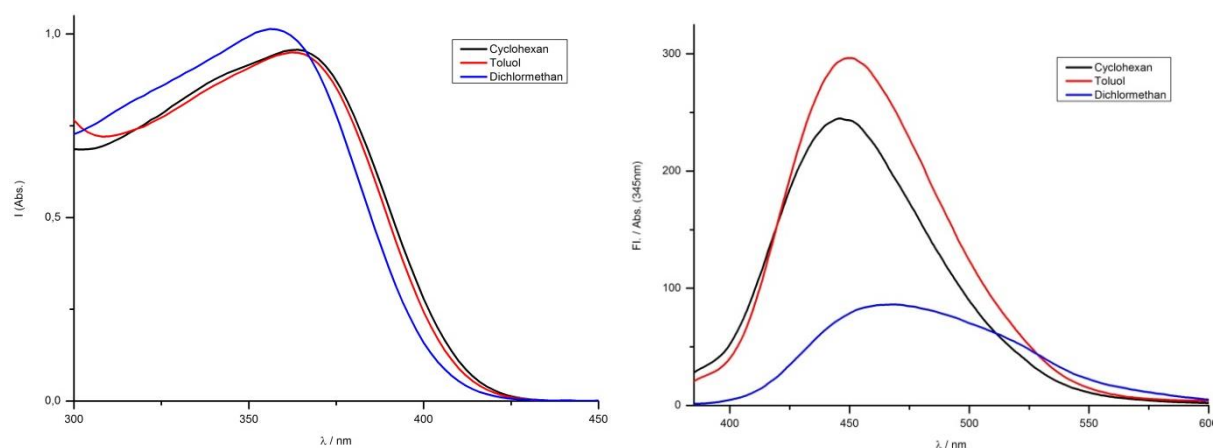 1,0
0,5
0,0
I (Abs.)
Cyclohexan
Toluol
Dichlormethan
300
350
400
450
λ / nm
300
200
100
0
Fl. / Abs. (345nm)
Cyclohexan
Toluol
Dichlormethan
400
450
500
550
600
λ / nm